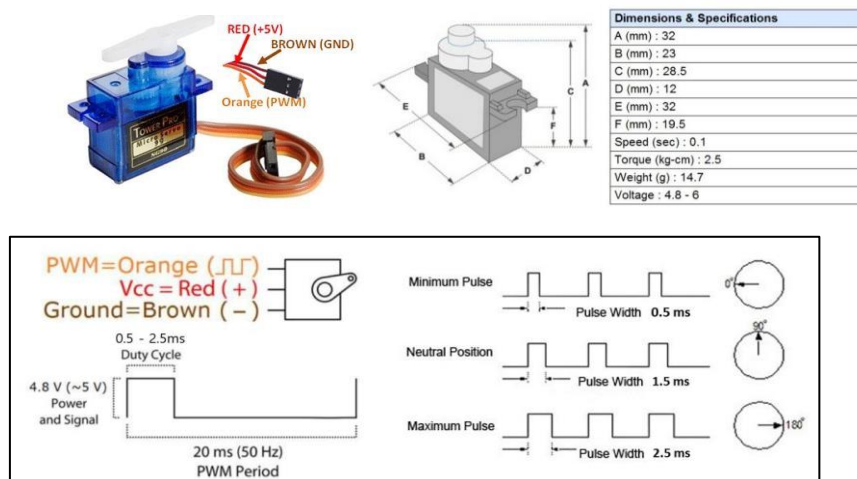 RED (+5V)
BROWN (GND)
Orange (PWM)
TOWER PRO
Micro Servo
99
SG90
A
B
C
D
E
F
Dimensions & Specifications
A (mm) : 32
B (mm) : 23
C (mm) : 28.5
D (mm) : 12
E (mm) : 32
F (mm) : 19.5
Speed (sec) : 0.1
Torque (kg-cm) : 2.5
Weight (g) : 14.7
Voltage : 4.8 - 6
PWM=Orange (⎍⎍)
Vcc = Red ( + )
Ground=Brown ( − )
0.5 - 2.5ms
Duty Cycle
4.8 V (~5 V)
Power
and Signal
20 ms (50 Hz)
PWM Period
Minimum Pulse
Pulse Width 0.5 ms
0°
Neutral Position
Pulse Width 1.5 ms
90°
Maximum Pulse
Pulse Width 2.5 ms
180°